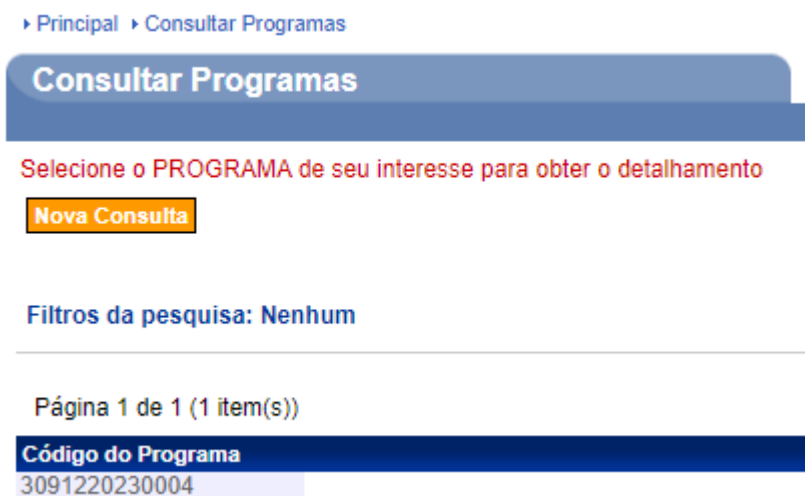 Principal Consultar Programas
Consultar Programas
Selecione o PROGRAMA de seu interesse para obter o detalhamento
Nova Consulta
Filtros da pesquisa: Nenhum
Página 1 de 1 (1 item(s))
Código do Programa
3091220230004